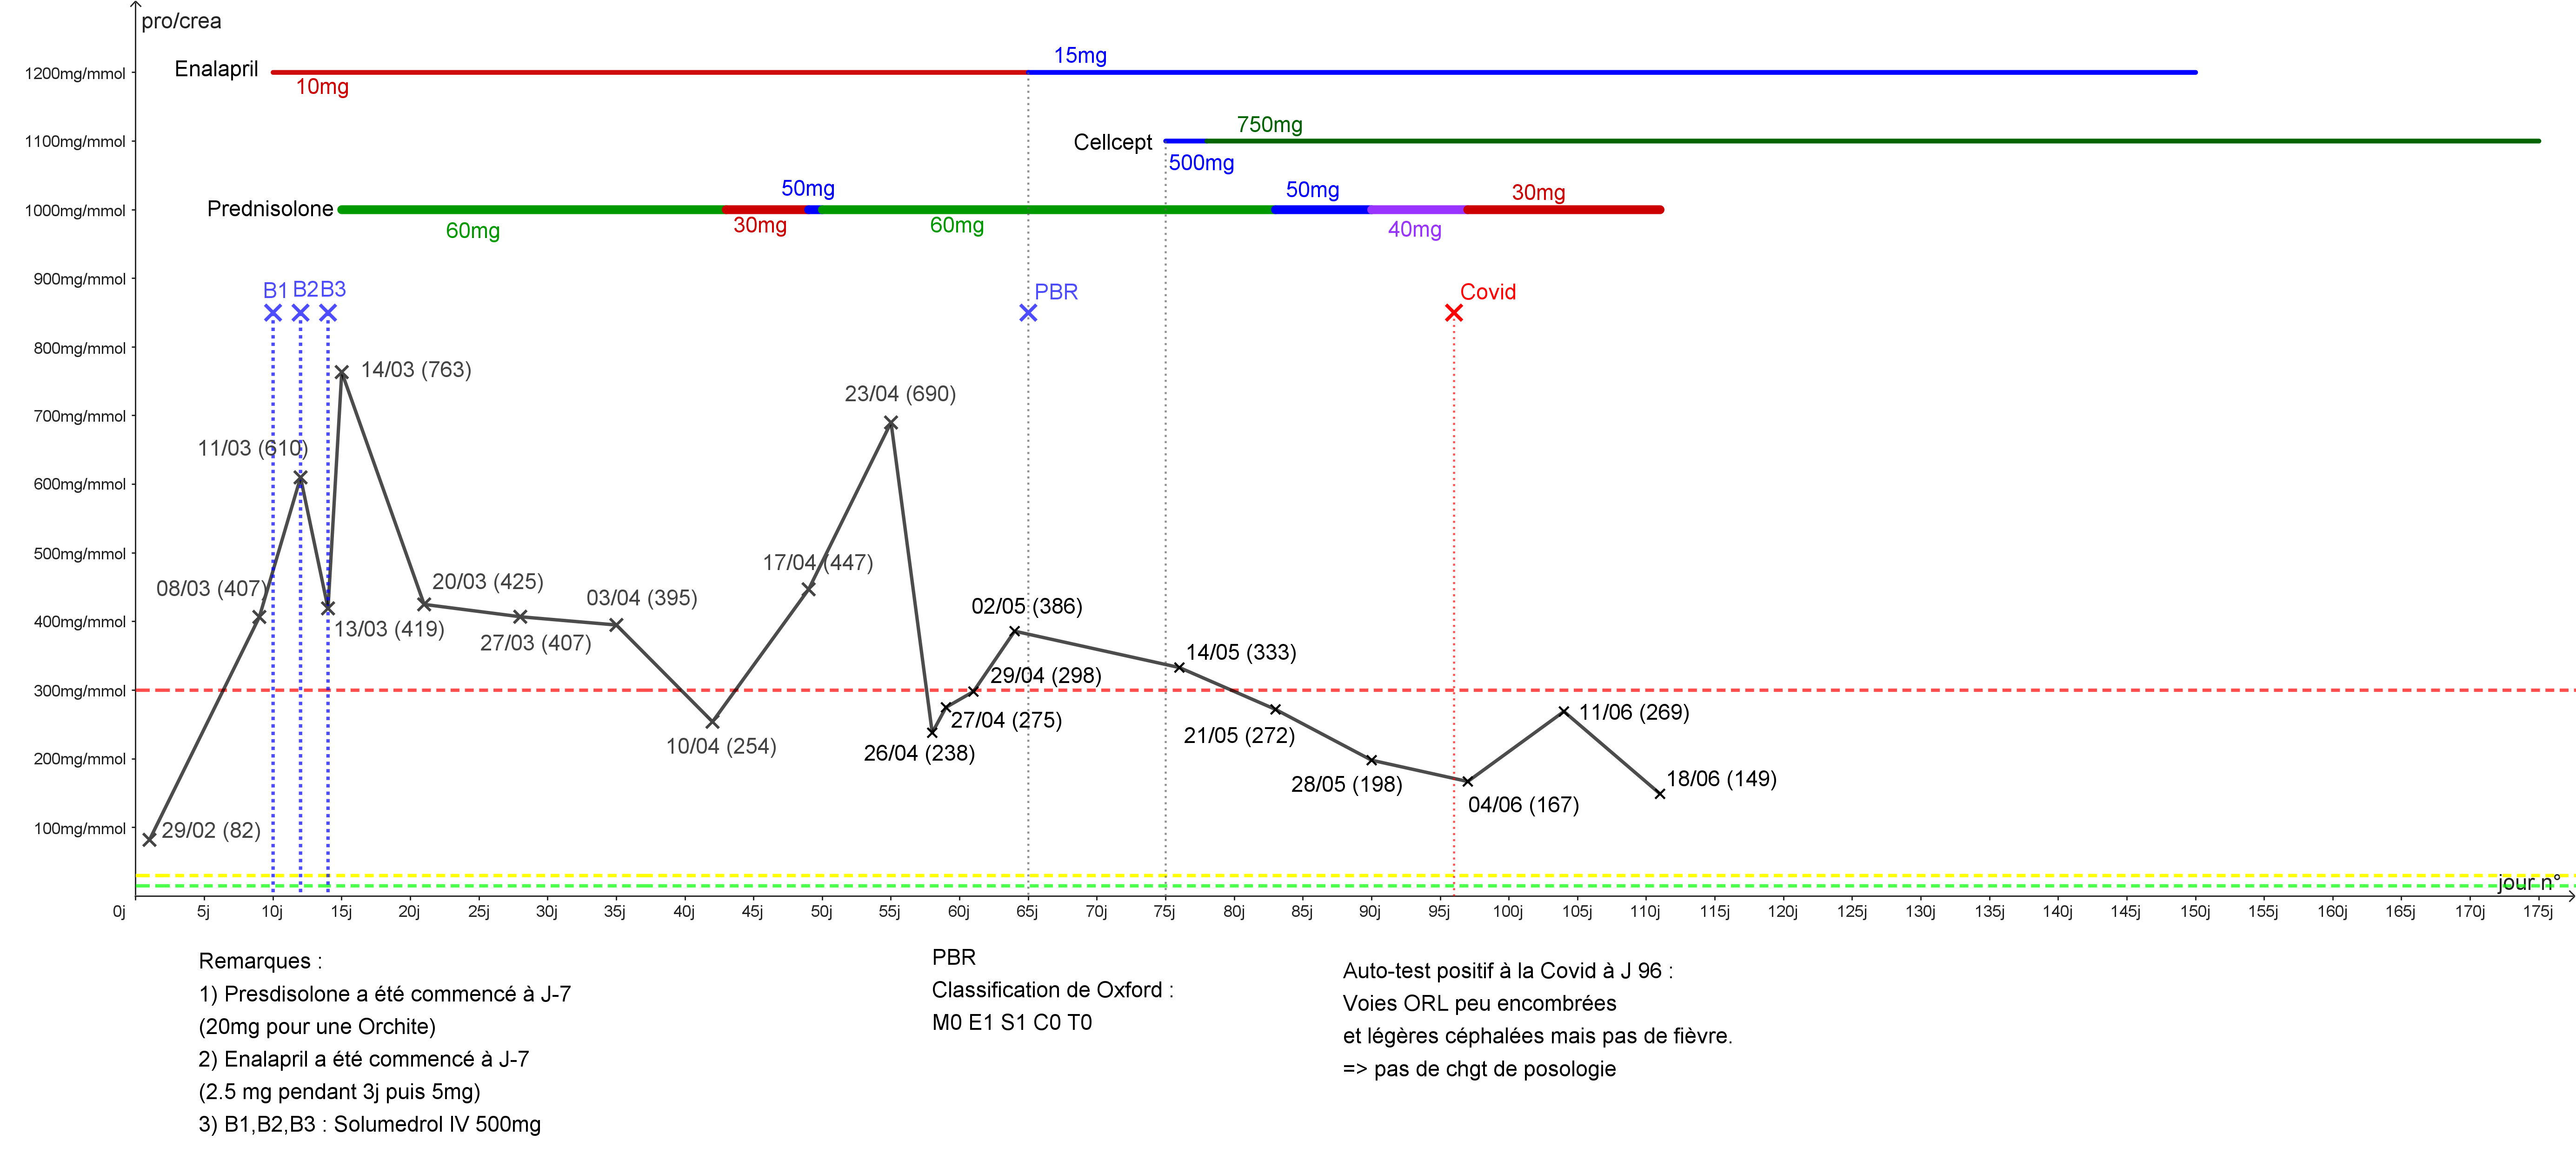 pro/crea
1200mg/mmol
1100mg/mmol
1000mg/mmol
900mg/mmol
800mg/mmol
700mg/mmol
600mg/mmol
500mg/mmol
400mg/mmol
300mg/mmol
200mg/mmol
100mg/mmol
Enalapril
10mg
15mg
Cellcept
500mg
750mg
Prednisolone
60mg
30mg
50mg
60mg
50mg
40mg
30mg
B1
B2
B3
PBR
Covid
29/02 (82)
08/03 (407)
11/03 (610)
13/03 (419)
14/03 (763)
20/03 (425)
27/03 (407)
03/04 (395)
10/04 (254)
17/04 (447)
23/04 (690)
26/04 (238)
27/04 (275)
29/04 (298)
02/05 (386)
14/05 (333)
21/05 (272)
28/05 (198)
04/06 (167)
11/06 (269)
18/06 (149)
jour n°
0j 5j 10j 15j 20j 25j 30j 35j 40j 45j 50j 55j 60j 65j 70j 75j 80j 85j 90j 95j 100j 105j 110j 115j 120j 125j 130j 135j 140j 145j 150j 155j 160j 165j 170j 175j
Remarques :
1) Presdisolone a été commencé à J-7
(20mg pour une Orchite)
2) Enalapril a été commencé à J-7
(2.5 mg pendant 3j puis 5mg)
3) B1,B2,B3 : Solumedrol IV 500mg
PBR
Classification de Oxford :
M0 E1 S1 C0 T0
Auto-test positif à la Covid à J 96 :
Voies ORL peu encombrées
et légères céphalées mais pas de fièvre.
=> pas de chgt de posologie